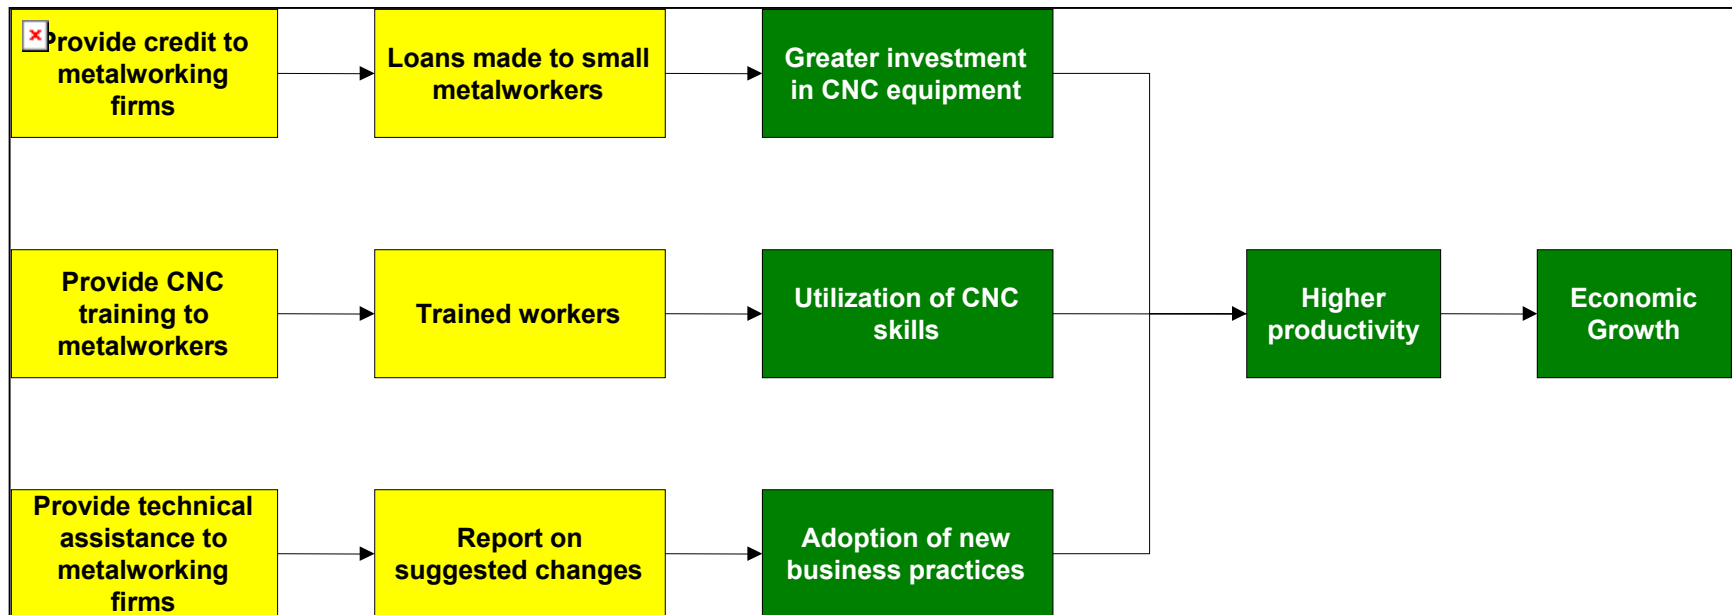 Provide credit to
metalworking
firms
Loans made to small
metalworkers
Greater investment
in CNC equipment
Provide CNC
training to
metalworkers
Trained workers
Utilization of CNC
skills
Higher
productivity
Economic
Growth
Provide technical
assistance to
metalworking
firms
Report on
suggested changes
Adoption of new
business practices